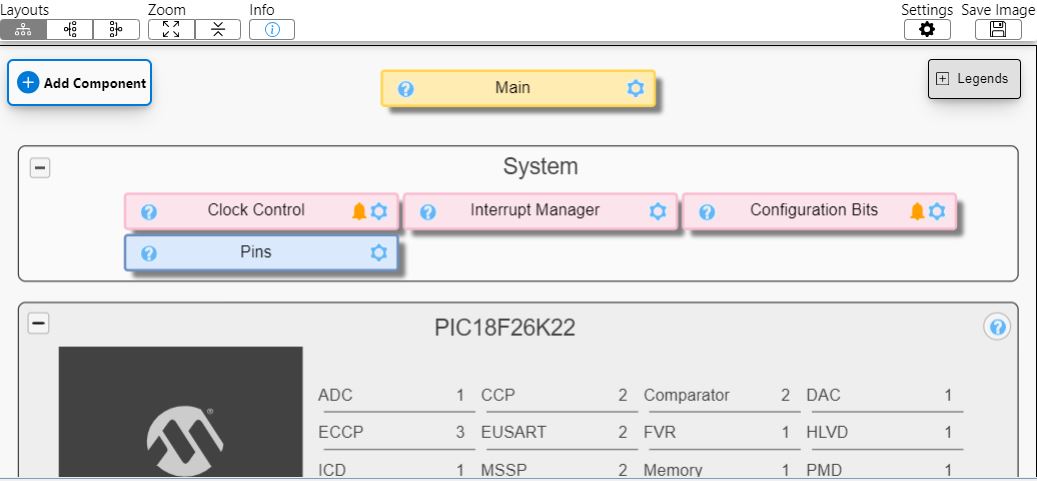 Layouts Zoom Info Settings Save Image
Add Component
Main
Legends
System
Clock Control Interrupt Manager Configuration Bits
Pins
PIC18F26K22
ADC 1 CCP 2 Comparator 2 DAC 1
ECCP 3 EUSART 2 FVR 1 HLVD 1
ICD 1 MSSP 2 Memory 1 PMD 1